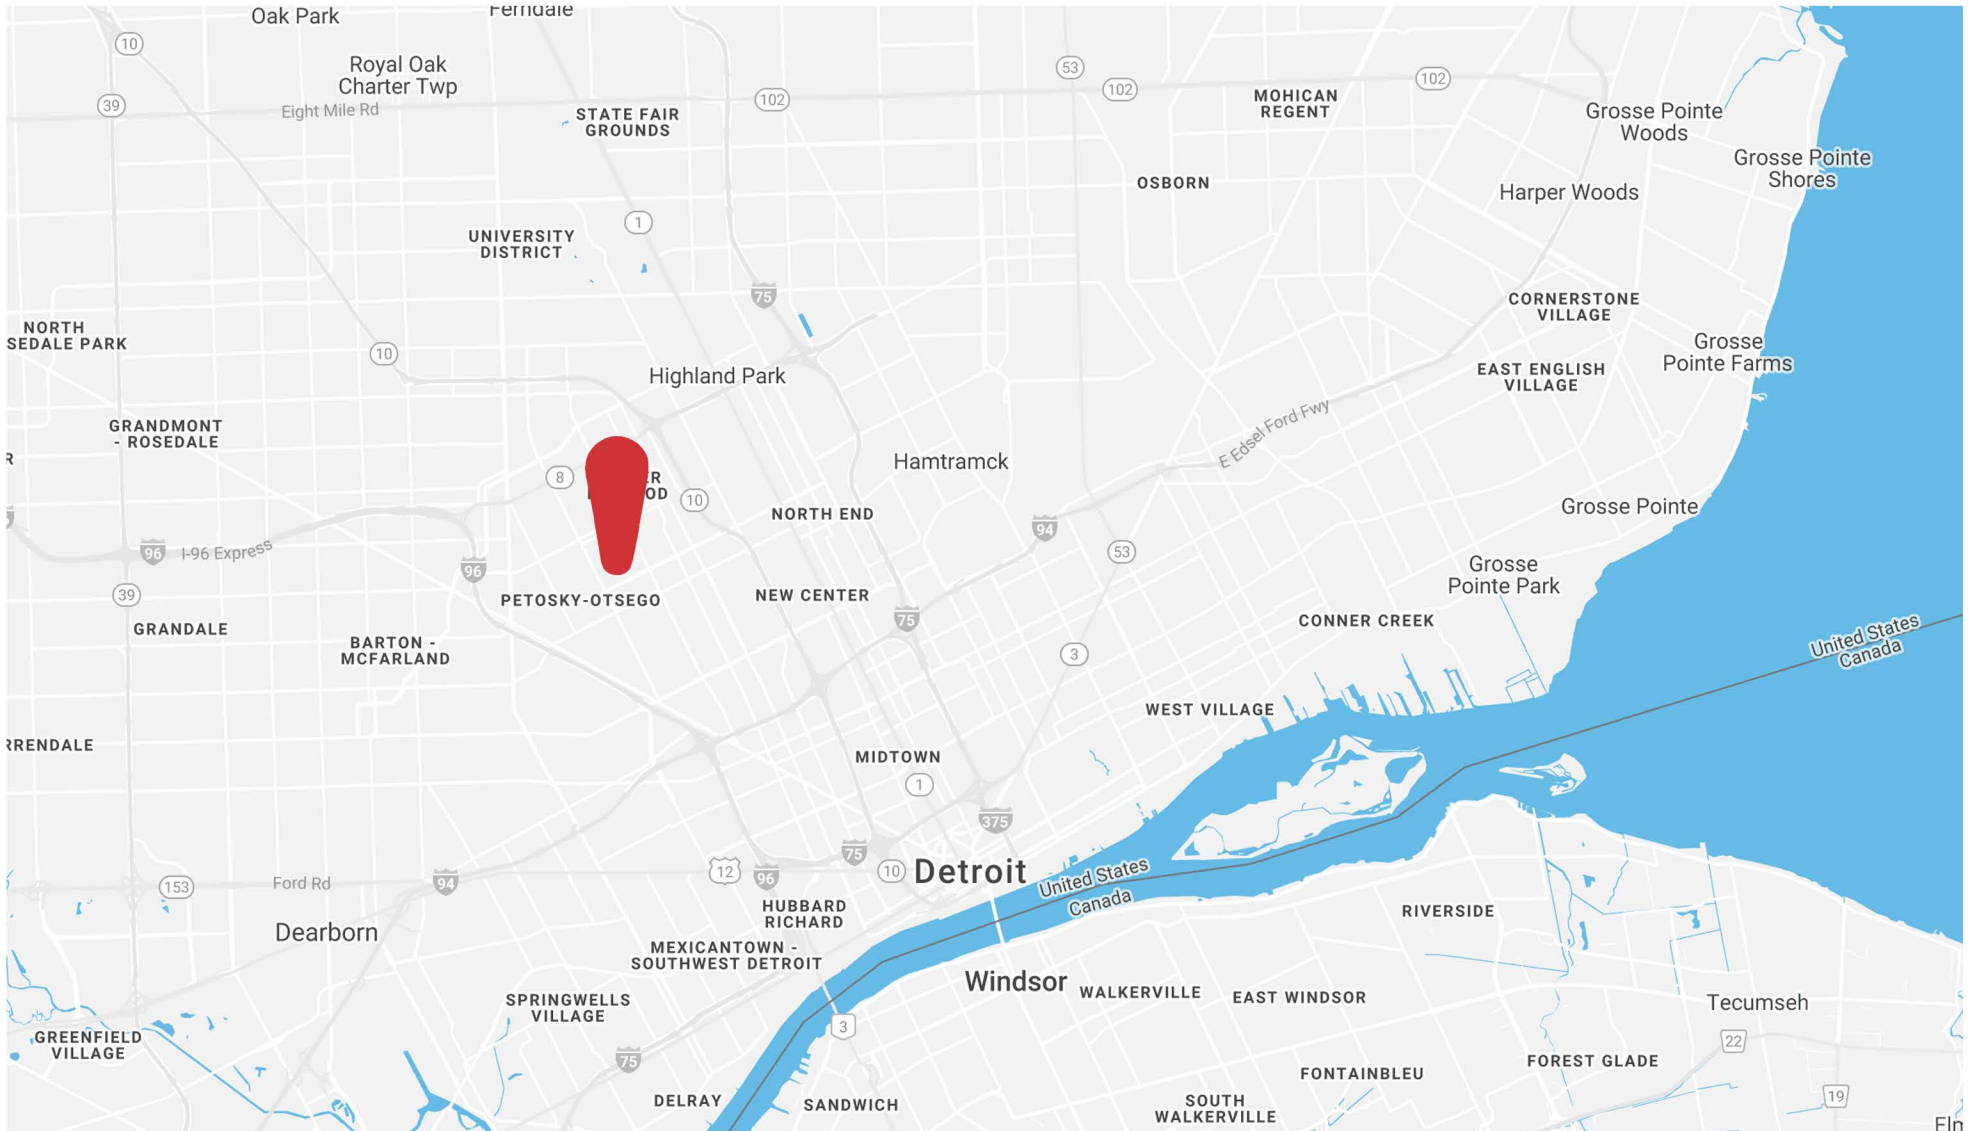 Oak Park
Ferndale
10
Royal Oak
Charter Twp
53
102
39
Eight Mile Rd
102
102
STATE FAIR
GROUNDS
MOHICAN
REGENT
Grosse Pointe
Woods
Grosse Pointe
Shores
OSBORN
Harper Woods
1
UNIVERSITY
DISTRICT
75
CORNERSTONE
VILLAGE
NORTH
SEDALE PARK
10
Grosse
Pointe Farms
Highland Park
EAST ENGLISH
VILLAGE
GRANDMONT
- ROSEDALE
E Edsel Ford Fwy
R
Hamtramck
8
ER
OD
10
NORTH END
Grosse Pointe
94
96
I-96 Express
53
96
Grosse
Pointe Park
39
PETOSKY-OTSEGO
NEW CENTER
75
CONNER CREEK
GRANDALE
BARTON -
MCFARLAND
3
United States
Canada
WEST VILLAGE
RRENDALE
MIDTOWN
1
375
75
12
96
10
Detroit
United States
Canada
153
Ford Rd
94
HUBBARD
RICHARD
RIVERSIDE
Dearborn
MEXICANTOWN -
SOUTHWEST DETROIT
Windsor
WALKERVILLE
EAST WINDSOR
SPRINGWELLS
VILLAGE
Tecumseh
3
GREENFIELD
VILLAGE
22
75
FOREST GLADE
FONTAINBLEU
DELRAY
SANDWICH
SOUTH
WALKERVILLE
19
Elm